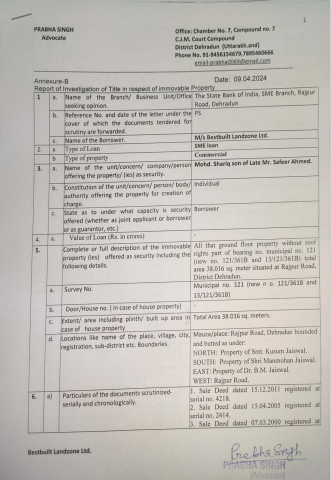 1
PRABHA SINGH
Advocate
Office: Chamber No. 7, Compound no. 7
C.J.M. Court Compound
District Dehradun (Uttarakh.and)
Phone No. 91-9456154679,7895460666
email-prabha0069@email.com
Annexure-B
Date: 09.04.2024
Report of Investigation of Title in respect of immovable Property
1 a. Name of the Branch/ Business Unit/Office seeking opinion.
The State Bank of India, SME Branch, Rajpur Road, Dehradun
b. Reference No. and date of the letter under the cover of which the documents tendered for scrutiny are forwarded.
PS
c. Name of the Borrower.
M/s Bestbuilt Landzone Ltd.
2. a Type of Loan
SME loan
b Type of property
Commercial
3. a. Name of the unit/concern/ company/person offering the property/ (ies) as security.
Mohd. Shariq son of Late Mr. Safeer Ahmed.
b. Constitution of the unit/concern/ person/ body/ authority offering the property for creation of charge.
Individual
c. State as to under what capacity is security offered (whether as joint applicant or borrower or as guarantor, etc.)
Borrower
4. a. Value of Loan (Rs. in crores)
-
5. Complete or full description of the immovable property (ies) offered as security including the following details.
All that ground floor property without roof rights part of bearing no. municipal no. 121 (new no. 121/361B and 13/121/361B) total area 38.016 sq. meter situated at Rajpur Road, District Dehradun.
a. Survey No.
Municipal no. 121 (new n o. 121/361B and 13/121/361B)
b. Door/House no. ( in case of house property)
-
c. Extent/ area including plinth/ built up area in case of house property
Total Area 38.016 sq. meters.
d. Locations like name of the place, village, city, registration, sub-district etc. Boundaries.
Mauza/place: Rajpur Road, Dehradun bounded and butted as under:
NORTH: Property of Smt. Kusum Jaiswal.
SOUTH: Property of Shri Manmohan Jaiswal.
EAST: Property of Dr. B.M. Jaiswal.
WEST: Rajpur Road.
6. a) Particulars of the documents scrutinized-serially and chronologically.
1. Sale Deed dated 15.12.2011 registered at serial no. 4218.
2. Sale Deed dated 15.04.2005 registered at serial no. 2414.
3. Sale Deed dated 07.03.2000 registered at
Bestbuilt Landzone Ltd.
Prabha Singh
PRABHA SINGH
(Advocate)